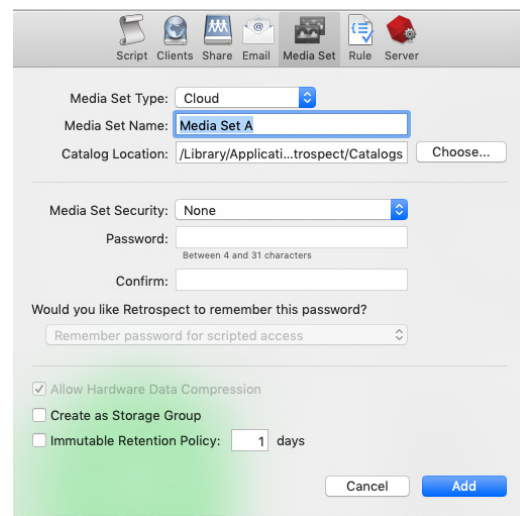 Script Clients Share Email Media Set Rule Server
Media Set Type: Cloud
Media Set Name: Media Set A
Catalog Location: /Library/Applicati...trospect/Catalogs Choose...
Media Set Security: None
Password:
Between 4 and 31 characters
Confirm:
Would you like Retrospect to remember this password?
Remember password for scripted access
Allow Hardware Data Compression
Create as Storage Group
Immutable Retention Policy: 1 days
Cancel Add